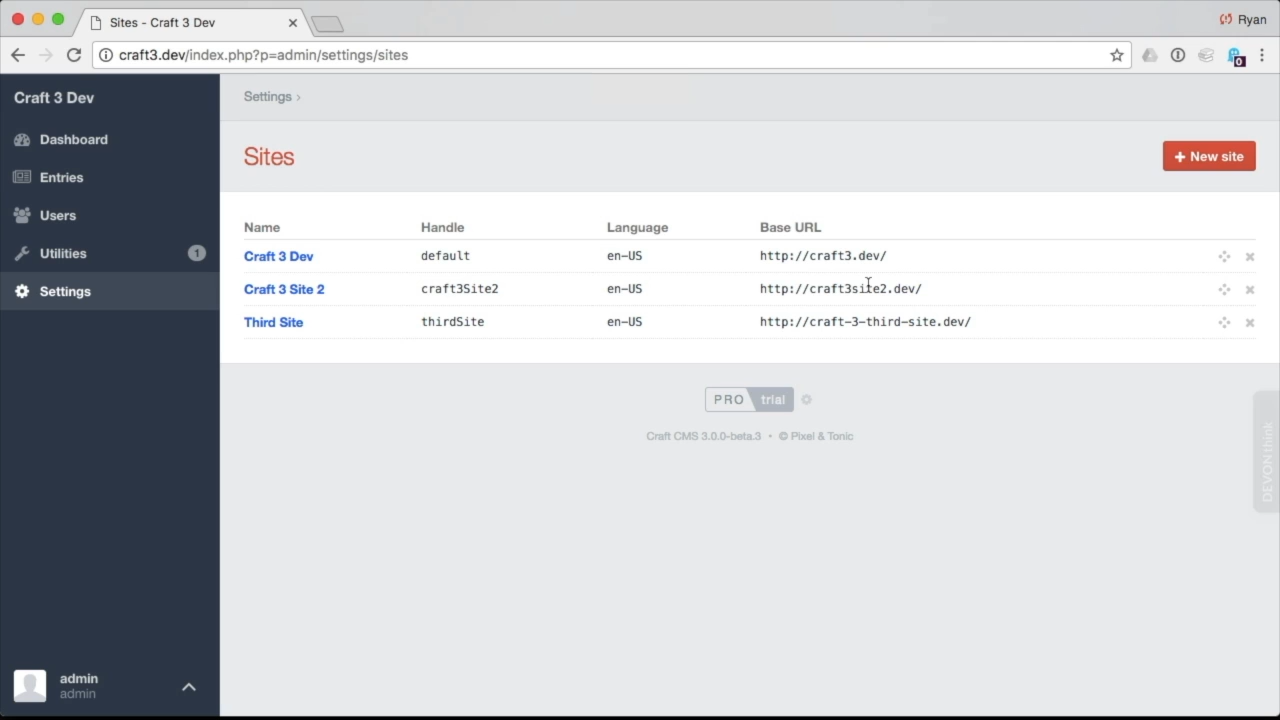 Sites - Craft 3 Dev
Ryan
craft3.dev/index.php?p=admin/settings/sites
0
Craft 3 Dev
Settings ›
Dashboard
Sites
+ New site
Entries
Users
Utilities 1
Settings
Name Handle Language Base URL
Craft 3 Dev default en-US http://craft3.dev/
Craft 3 Site 2 craft3Site2 en-US http://craft3site2.dev/
Third Site thirdSite en-US http://craft-3-third-site.dev/
PRO trial
Craft CMS 3.0.0-beta.3 • © Pixel & Tonic
DEVONthink
admin
admin